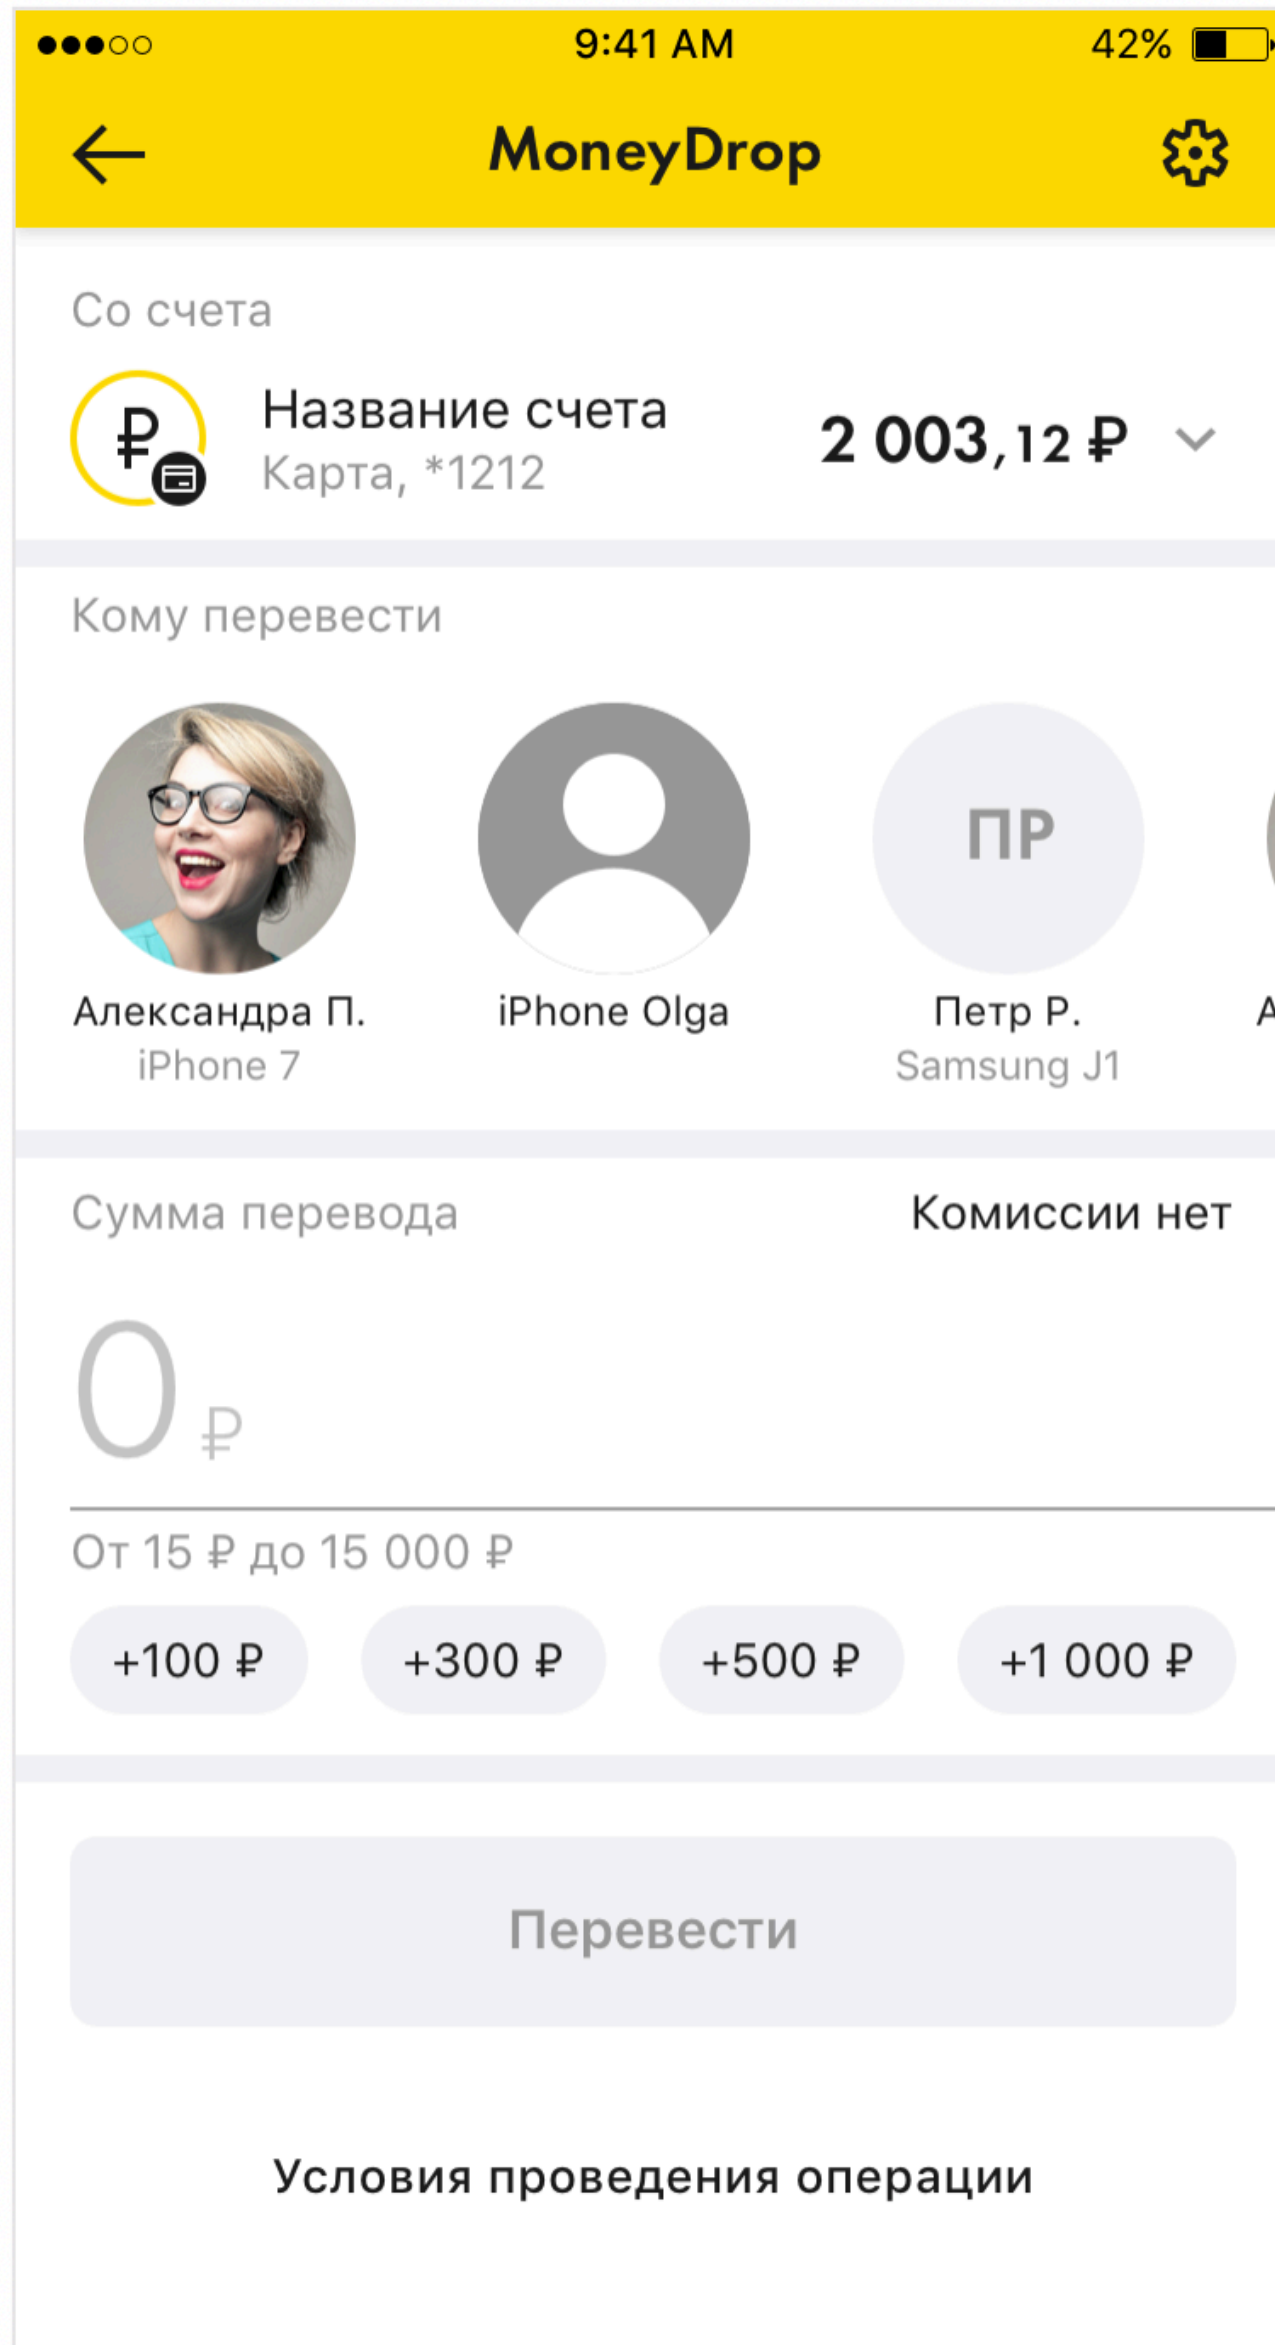 9:41 AM
42%
MoneyDrop
Со счета
Название счета
2 003,12 ₽
Карта, *1212
Кому перевести
ПР
Александра П.
iPhone Olga
Петр Р.
А
iPhone 7
Samsung J1
Сумма перевода
Комиссии нет
0 ₽
От 15 ₽ до 15 000 ₽
+100 ₽
+300 ₽
+500 ₽
+1 000 ₽
Перевести
Условия проведения операции